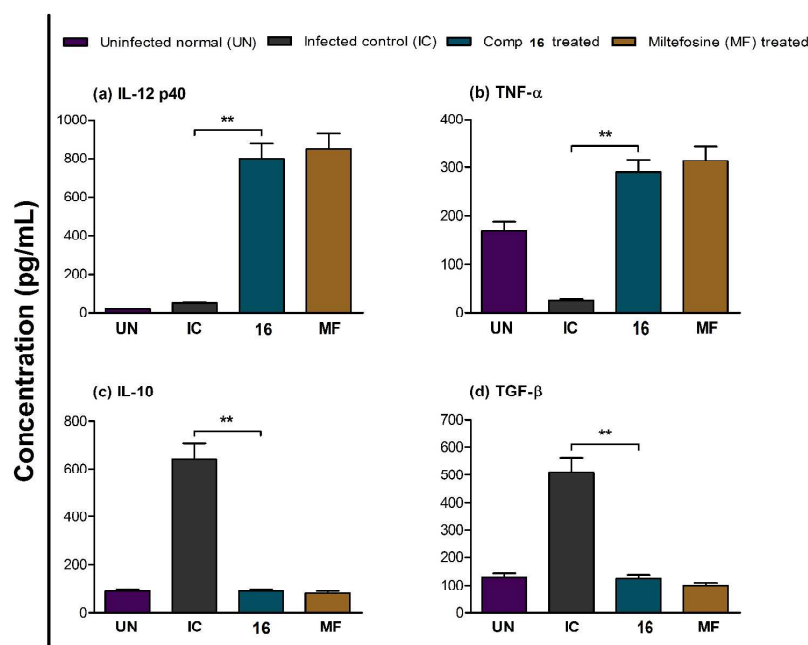 Uninfected normal (UN) Infected control (IC) Comp 16 treated Miltefosine (MF) treated
Concentration (pg/mL)
(a) IL-12 p40
**
1000
800
600
400
200
0
UN IC 16 MF
(b) TNF-α
**
400
300
200
100
0
UN IC 16 MF
(c) IL-10
**
800
600
400
200
0
UN IC 16 MF
(d) TGF-β
**
700
600
500
400
300
200
100
0
UN IC 16 MF